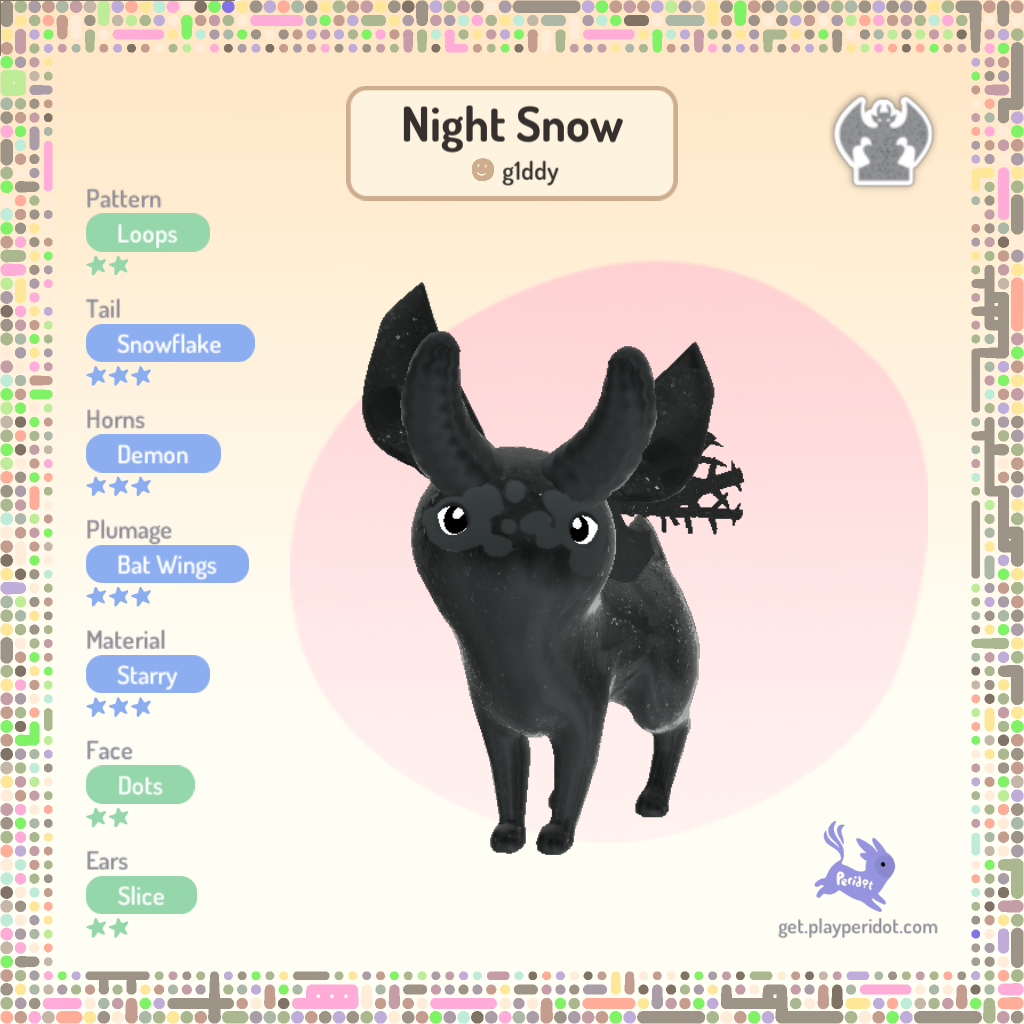 Night Snow
g1ddy
Pattern
Loops
Tail
Snowflake
Horns
Demon
Plumage
Bat Wings
Material
Starry
Face
Dots
Ears
Slice
Peridot
get.playperidot.com